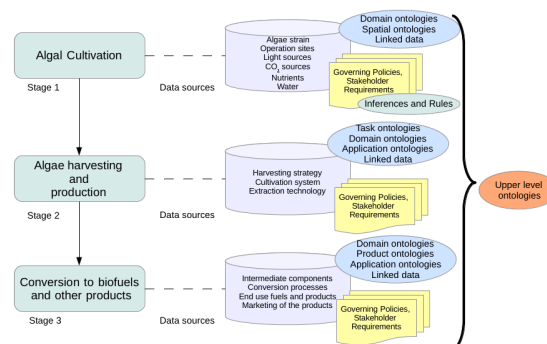 Algal Cultivation
Stage 1
Data sources
Algae strain
Operation sites
Light sources
CO2 sources
Nutrients
Water
Domain ontologies
Spatial ontologies
Linked data
Governing Policies,
Stakeholder
Requirements
Inferences and Rules
Algae harvesting
and
production
Stage 2
Data sources
Harvesting strategy
Cultivation system
Extraction technology
Task ontologies
Domain ontologies
Application ontologies
Linked data
Governing Policies,
Stakeholder
Requirements
Upper level
ontologies
Conversion to biofuels
and other products
Stage 3
Data sources
Intermediate components
Conversion processes
End use fuels and products
Marketing of the products
Domain ontologies
Product ontologies
Application ontologies
Linked data
Governing Policies,
Stakeholder
Requirements